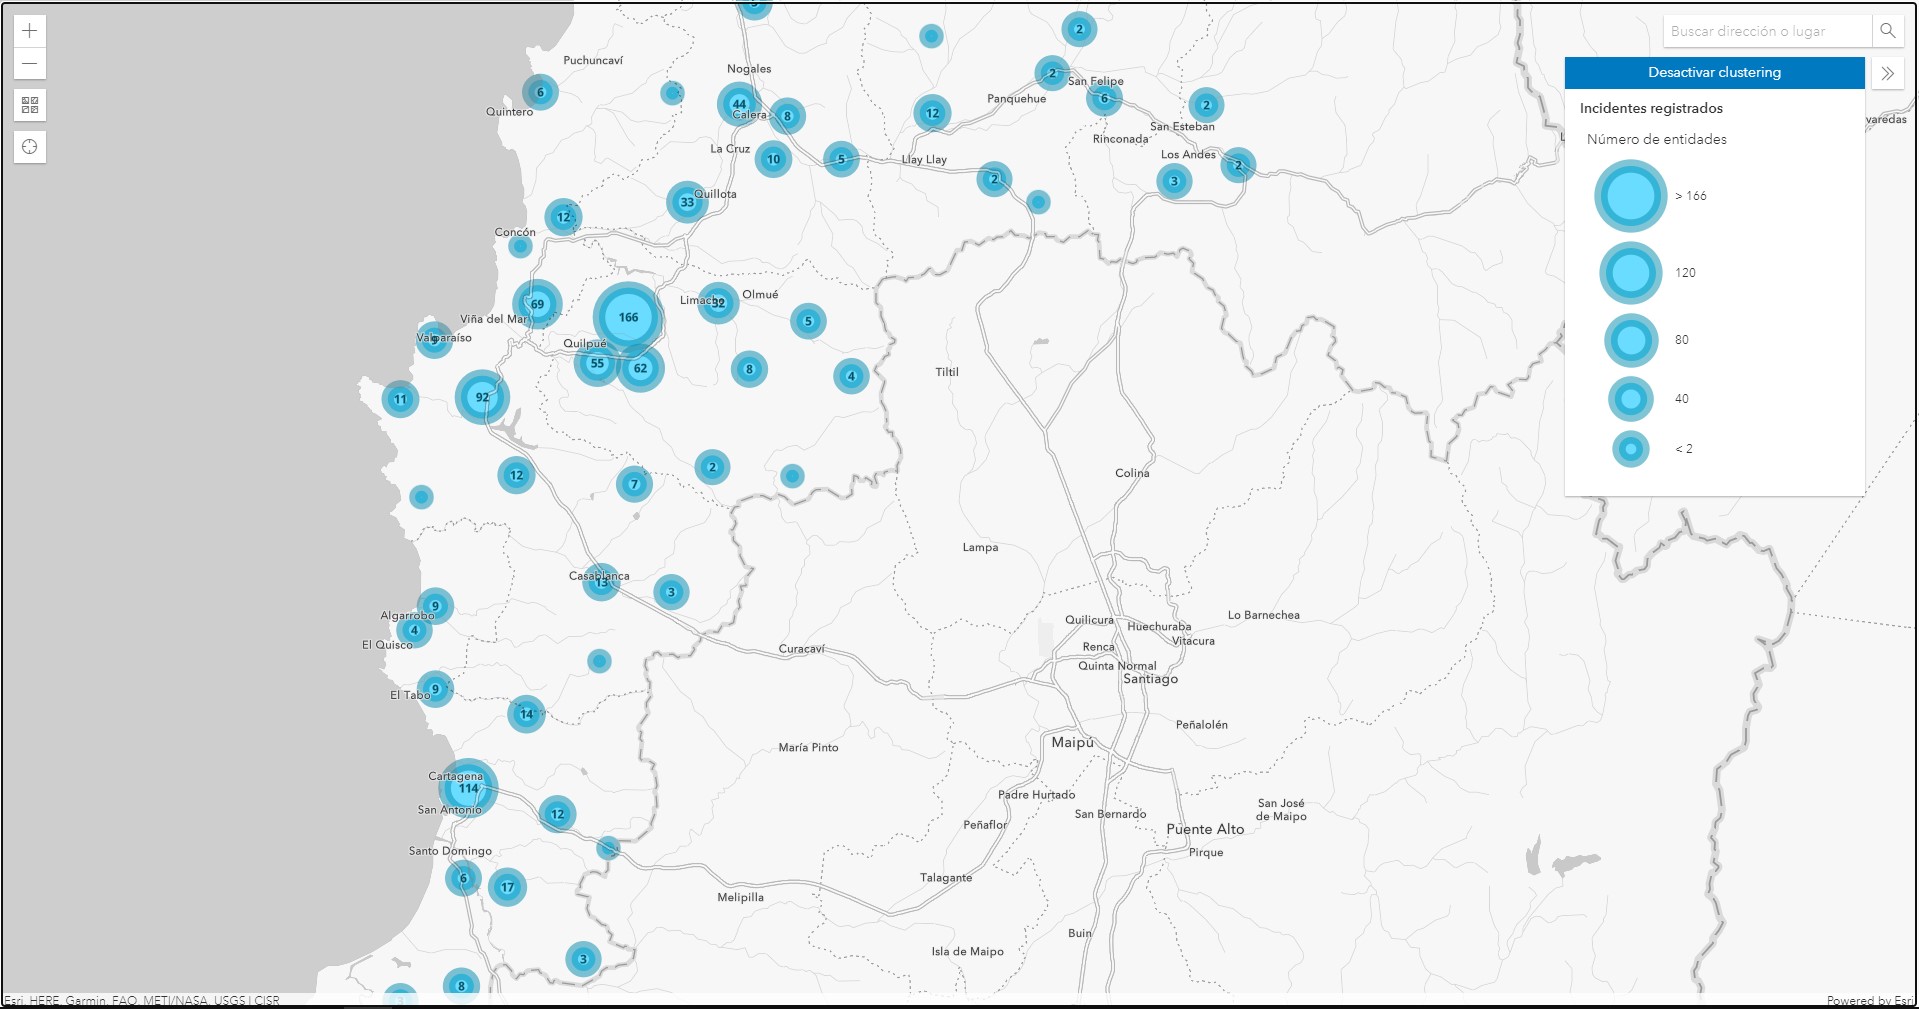 Buscar dirección o lugar
Desactivar clustering
Incidentes registrados
Número de entidades
> 166
120
80
40
< 2
2
Puchuncaví
Nogales
2
San Felipe
6
Quintero
44
Calera
8
12
Panquehue
6
2
San Esteban
varedas
La Cruz
10
5
Llay Llay
Rinconada
Los Andes
2
2
3
33
Quillota
12
Concón
69
Viña del Mar
166
Limache
32
Olmué
5
Valparaíso
9
Quilpué
55
62
8
4
Tiltil
11
92
12
7
2
Colina
Lampa
Casablanca
13
3
9
Algarrobo
4
El Quisco
Quilicura
Huechuraba
Lo Barnechea
Vitacura
Renca
Curacaví
Quinta Normal
Santiago
El Tabo
9
14
Peñalolén
María Pinto
Maipú
Cartagena
114
San Antonio
12
Padre Hurtado
San José
de Maipo
San Bernardo
Peñaflor
Puente Alto
Santo Domingo
Pirque
6
17
Talagante
Melipilla
Buin
Isla de Maipo
3
8
3
Esri, HERE, Garmin, FAO, METI/NASA, USGS | CISR
Powered by Esri